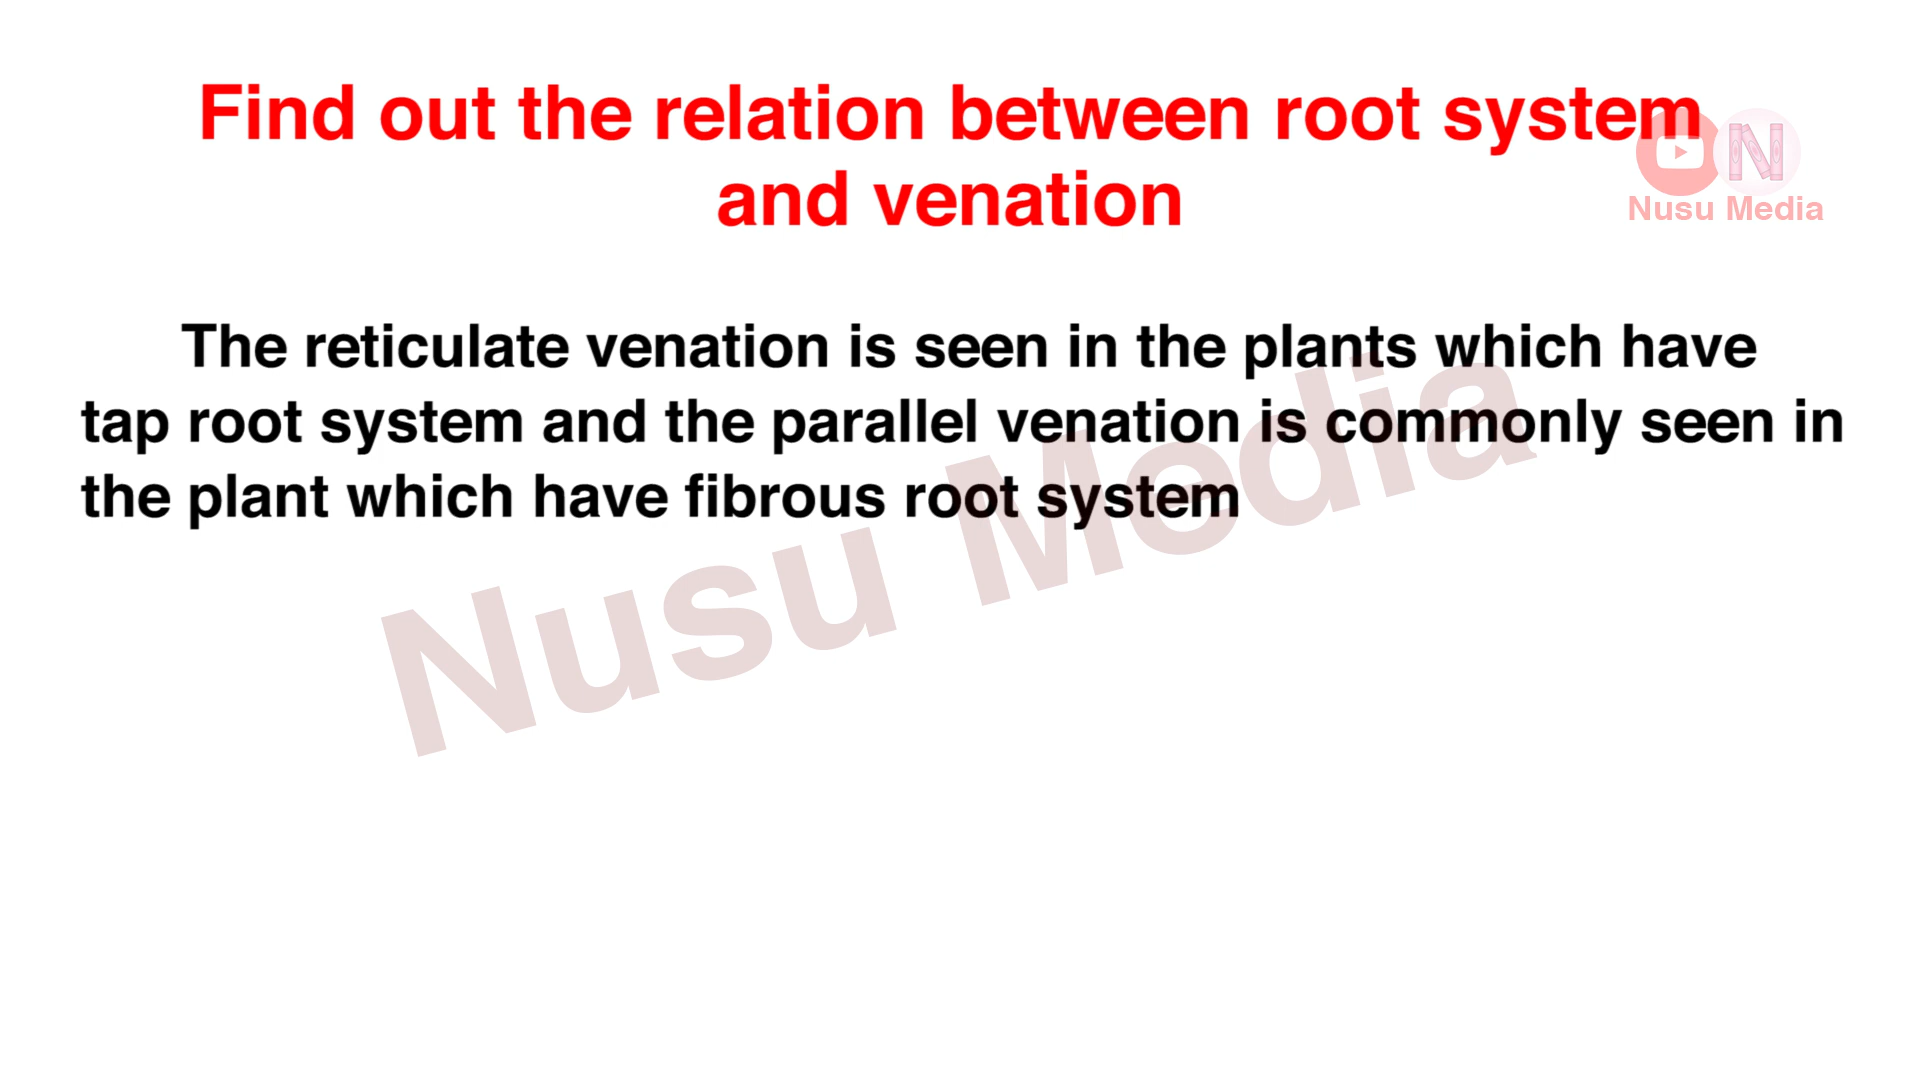 Find out the relation between root system
and venation
N
Nusu Media
The reticulate venation is seen in the plants which have
tap root system and the parallel venation is commonly seen in
the plant which have fibrous root system
Nusu Media